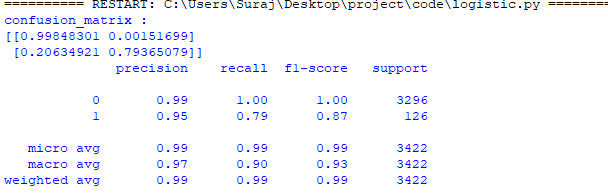 ========== RESTART: C:\Users\Suraj\Desktop\project\code\logistic.py ========
confusion_matrix :
[[0.99848301 0.00151699]
[0.20634921 0.79365079]]
precision recall f1-score support
0 0.99 1.00 1.00 3296
1 0.95 0.79 0.87 126
micro avg 0.99 0.99 0.99 3422
macro avg 0.97 0.90 0.93 3422
weighted avg 0.99 0.99 0.99 3422